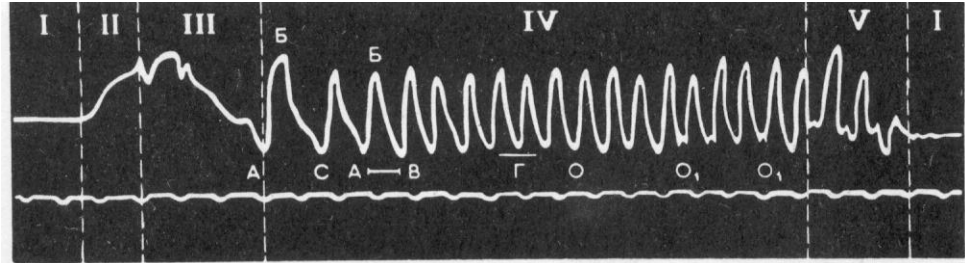 I II III IV V I
Б Б
А С А В Г О О₁ О₁